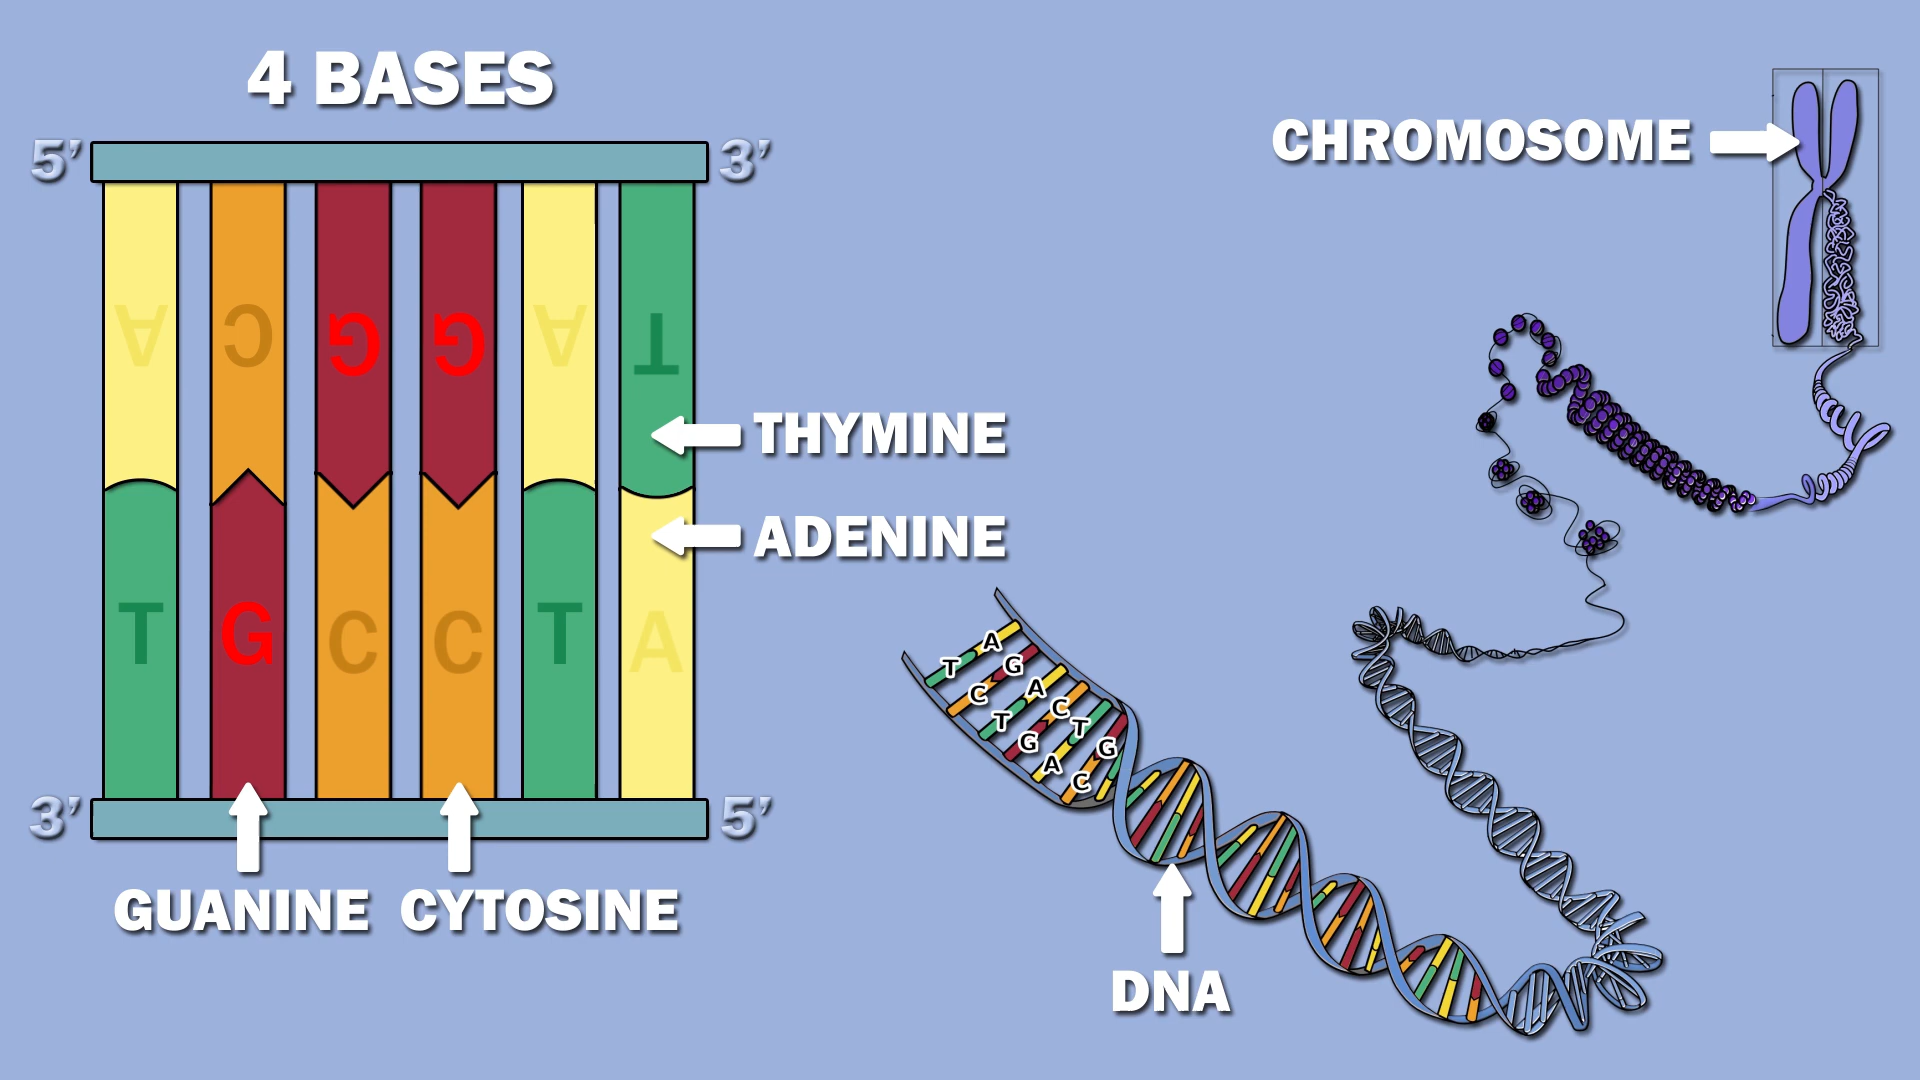 4 BASES
5’ 3’
A C G G A T
T G C C T A
3’ 5’
THYMINE
ADENINE
GUANINE CYTOSINE
CHROMOSOME
A
T G
C A
T C
G T
A G
C
DNA